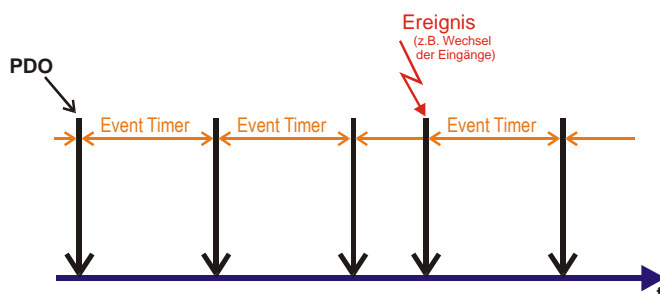 Ereignis
(z.B. Wechsel
der Eingänge)
PDO
Event Timer
Event Timer
Event Timer
t